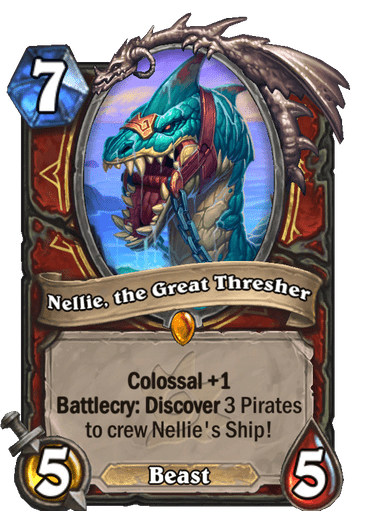 7
Nellie, the Great Thresher
Colossal +1
Battlecry: Discover 3 Pirates
to crew Nellie's Ship!
5
Beast
5